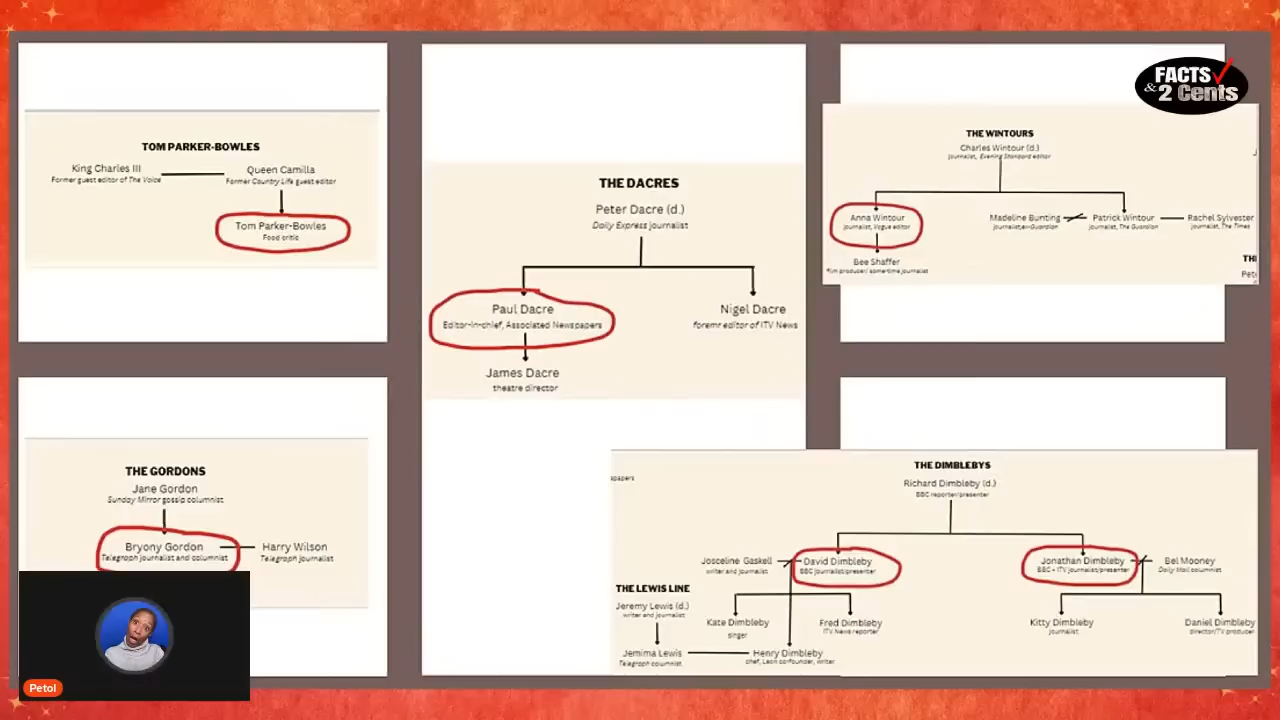 FACTS
& 2 Cents
TOM PARKER-BOWLES
King Charles III
Former guest editor of The Voice
Queen Camilla
Former Country Life guest editor
Tom Parker-Bowles
Food critic
THE DACRES
Peter Dacre (d.)
Daily Express journalist
Paul Dacre
Editor-in-chief, Associated Newspapers
Nigel Dacre
foremr editor of ITV News
James Dacre
theatre director
THE WINTOURS
Charles Wintour (d.)
journalist, Evening Standard editor
Anna Wintour
journalist, Vogue editor
Madeline Bunting
journalist,ex-Guardian
Patrick Wintour
journalist, The Guardian
Rachel Sylvester
journalist, The Times
Bee Shaffer
film producer/ sometime journalist
THE GORDONS
Jane Gordon
Sunday Mirror gossip columnist
Bryony Gordon
Telegraph journalist and columnist
Harry Wilson
Telegraph journalist
THE DIMBLEBYS
Richard Dimbleby (d.)
BBC reporter/presenter
Josceline Gaskell
writer and journalist
David Dimbleby
BBC journalist/presenter
Jonathan Dimbleby
BBC + ITV journalist/presenter
Bel Mooney
Daily Mail columnist
Kate Dimbleby
singer
Fred Dimbleby
ITV News reporter
Kitty Dimbleby
journalist
Daniel Dimbleby
director/TV producer
THE LEWIS LINE
Jeremy Lewis (d.)
writer and journalist
Jemima Lewis
Telegraph columnist
Henry Dimbleby
chef, Leon co-founder, writer
Petol